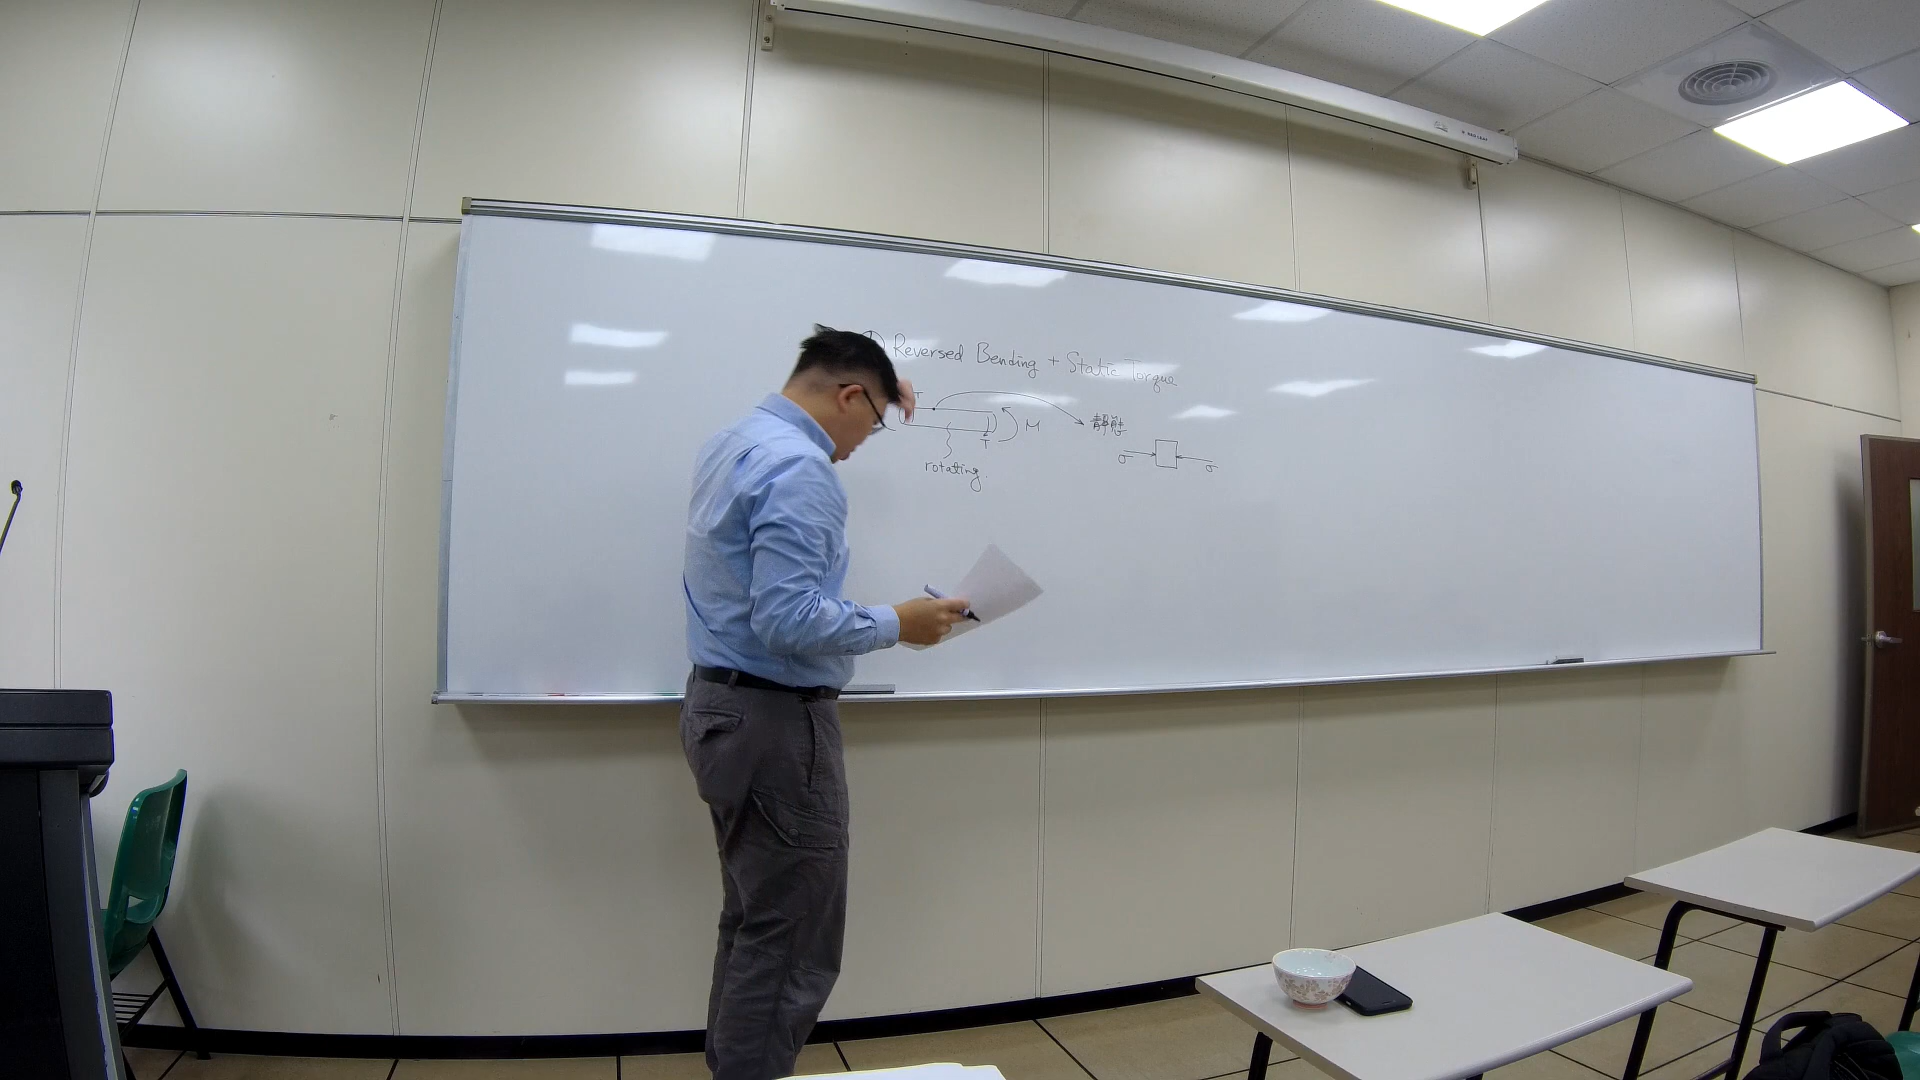 Reversed Bending + Static Torque
T
M
靜態
T
σ
σ
rotating.